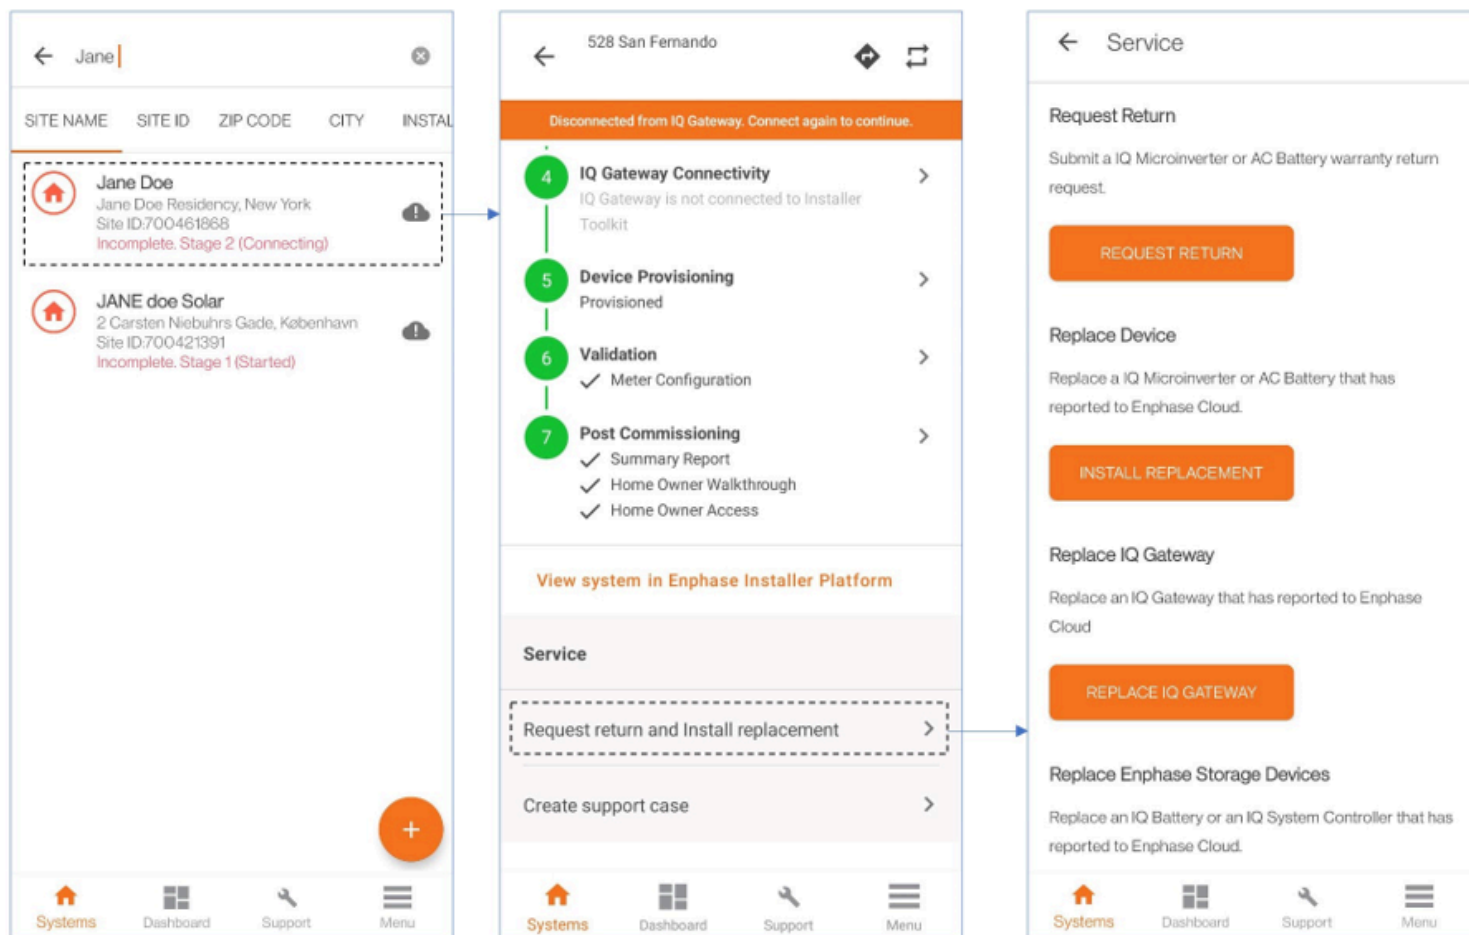 Jane
SITE NAME SITE ID ZIP CODE CITY INSTAL
Jane Doe
Jane Doe Residency, New York
Site ID:700461868
Incomplete. Stage 2 (Connecting)
JANE doe Solar
2 Carsten Niebuhrs Gade, København
Site ID:700421391
Incomplete. Stage 1 (Started)
+
Systems Dashboard Support Menu
528 San Fernando
Disconnected from IQ Gateway. Connect again to continue.
4 IQ Gateway Connectivity
IQ Gateway is not connected to Installer
Toolkit
5 Device Provisioning
Provisioned
6 Validation
Meter Configuration
7 Post Commissioning
Summary Report
Home Owner Walkthrough
Home Owner Access
View system in Enphase Installer Platform
Service
Request return and Install replacement
Create support case
Systems Dashboard Support Menu
Service
Request Return
Submit a IQ Microinverter or AC Battery warranty return
request.
REQUEST RETURN
Replace Device
Replace a IQ Microinverter or AC Battery that has
reported to Enphase Cloud.
INSTALL REPLACEMENT
Replace IQ Gateway
Replace an IQ Gateway that has reported to Enphase
Cloud
REPLACE IQ GATEWAY
Replace Enphase Storage Devices
Replace an IQ Battery or an IQ System Controller that has
reported to Enphase Cloud.
Systems Dashboard Support Menu